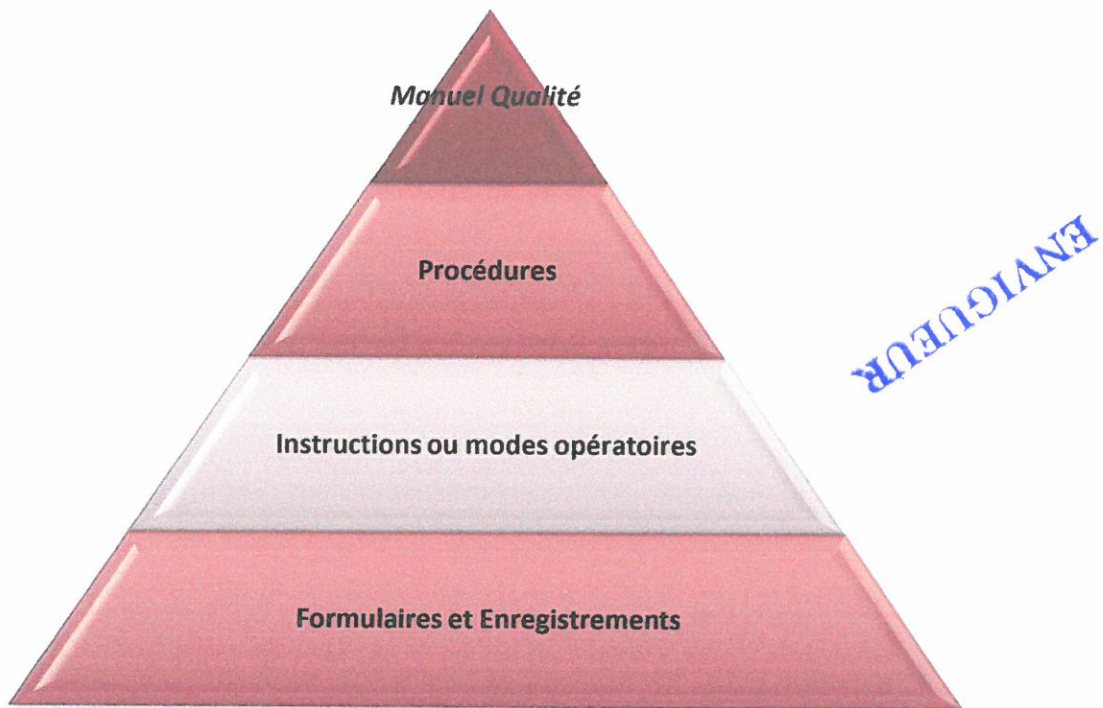 Manuel Qualité
Procédures
ENVIGUEUR
Instructions ou modes opératoires
Formulaires et Enregistrements